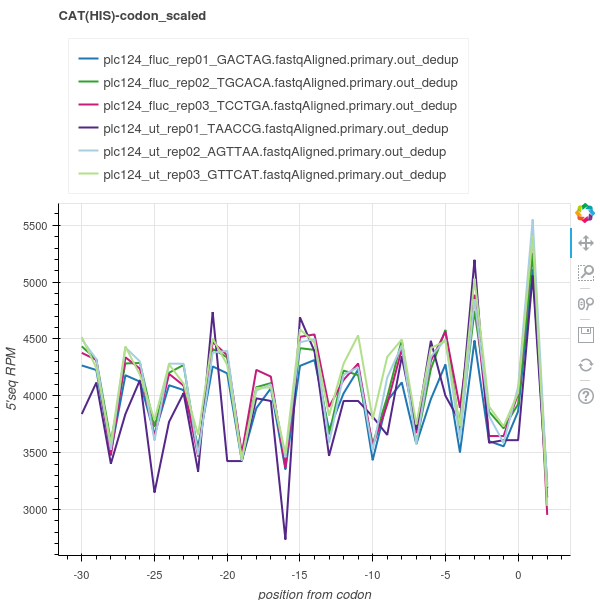 CAT(HIS)-codon_scaled
plc124_fluc_rep01_GACTAG.fastqAligned.primary.out_dedup
plc124_fluc_rep02_TGCACA.fastqAligned.primary.out_dedup
plc124_fluc_rep03_TCCTGA.fastqAligned.primary.out_dedup
plc124_ut_rep01_TAACCG.fastqAligned.primary.out_dedup
plc124_ut_rep02_AGTTAA.fastqAligned.primary.out_dedup
plc124_ut_rep03_GTTCAT.fastqAligned.primary.out_dedup
5500
5000
4500
4000
3500
3000
5'seq RPM
-30 -25 -20 -15 -10 -5 0
position from codon